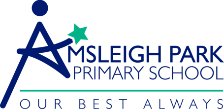 AMSLEIGH PARK
PRIMARY SCHOOL
OUR BEST ALWAYS